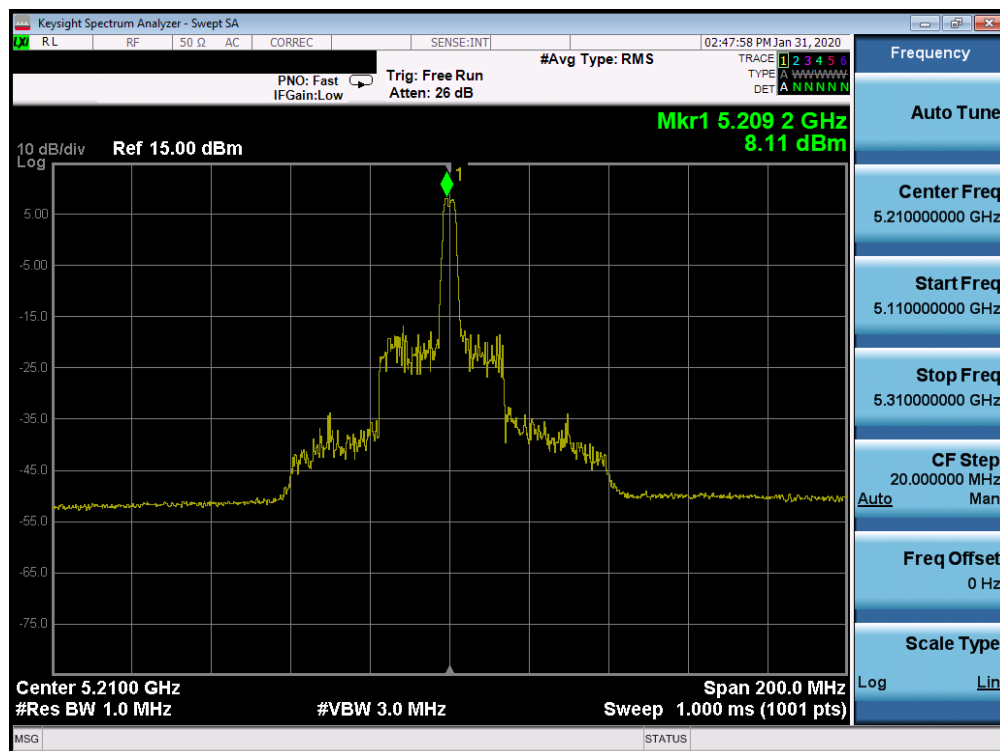 Keysight Spectrum Analyzer - Swept SA
LXI RL RF 50 Ω AC CORREC SENSE:INT 02:47:58 PM Jan 31, 2020
#Avg Type: RMS
TRACE 1 2 3 4 5 6
PNO: Fast Trig: Free Run TYPE A WWWWW
IFGain:Low Atten: 26 dB DET A N N N N N
Mkr1 5.209 2 GHz
8.11 dBm
10 dB/div Ref 15.00 dBm
Log
1
5.00
-5.00
-15.0
-25.0
-35.0
-45.0
-55.0
-65.0
-75.0
Center 5.2100 GHz Span 200.0 MHz
#Res BW 1.0 MHz #VBW 3.0 MHz Sweep 1.000 ms (1001 pts)
MSG STATUS
Frequency
Auto Tune
Center Freq
5.210000000 GHz
Start Freq
5.110000000 GHz
Stop Freq
5.310000000 GHz
CF Step
20.000000 MHz
Auto Man
Freq Offset
0 Hz
Scale Type
Log Lin